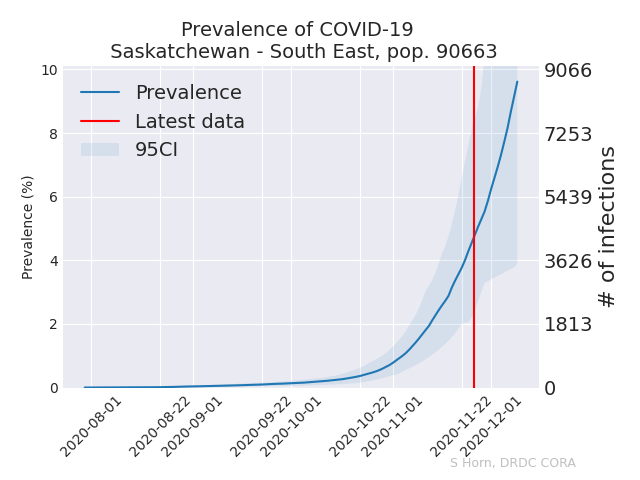 Prevalence of COVID-19
Saskatchewan - South East, pop. 90663
Prevalence
Latest data
95CI
Prevalence (%)
10
8
6
4
2
0
9066
7253
5439
3626
1813
0
# of infections
2020-08-01
2020-08-22
2020-09-01
2020-09-22
2020-10-01
2020-10-22
2020-11-01
2020-11-22
2020-12-01
S Horn, DRDC CORA